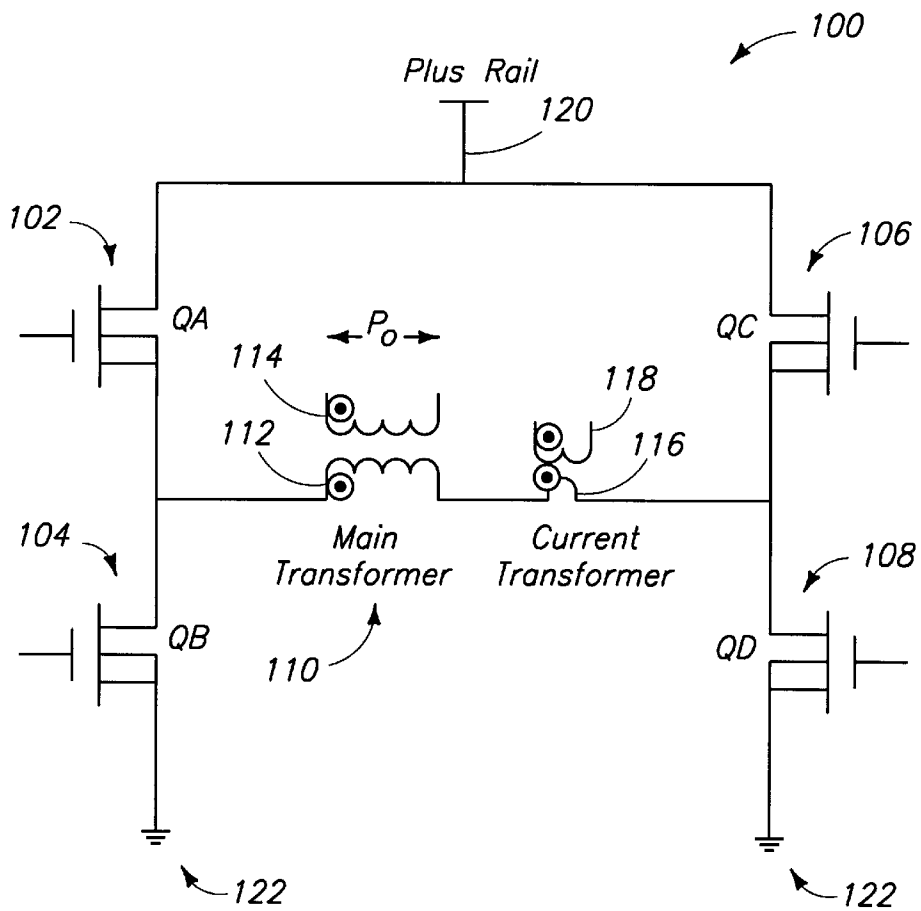 100
Plus Rail
120
102
106
QA
Po
QC
114
118
112
116
104
Main
Transformer
Current
Transformer
108
QB
110
QD
122
122